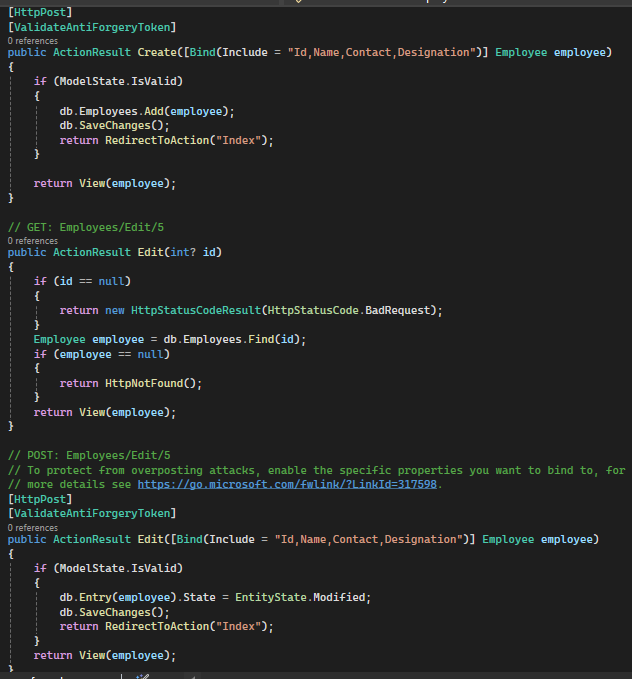 [HttpPost]
[ValidateAntiForgeryToken]
0 references
public ActionResult Create([Bind(Include = "Id,Name,Contact,Designation")] Employee employee)
{
    if (ModelState.IsValid)
    {
        db.Employees.Add(employee);
        db.SaveChanges();
        return RedirectToAction("Index");
    }

    return View(employee);
}

// GET: Employees/Edit/5
0 references
public ActionResult Edit(int? id)
{
    if (id == null)
    {
        return new HttpStatusCodeResult(HttpStatusCode.BadRequest);
    }
    Employee employee = db.Employees.Find(id);
    if (employee == null)
    {
        return HttpNotFound();
    }
    return View(employee);
}

// POST: Employees/Edit/5
// To protect from overposting attacks, enable the specific properties you want to bind to, for
// more details see https://go.microsoft.com/fwlink/?LinkId=317598.
[HttpPost]
[ValidateAntiForgeryToken]
0 references
public ActionResult Edit([Bind(Include = "Id,Name,Contact,Designation")] Employee employee)
{
    if (ModelState.IsValid)
    {
        db.Entry(employee).State = EntityState.Modified;
        db.SaveChanges();
        return RedirectToAction("Index");
    }
    return View(employee);
}